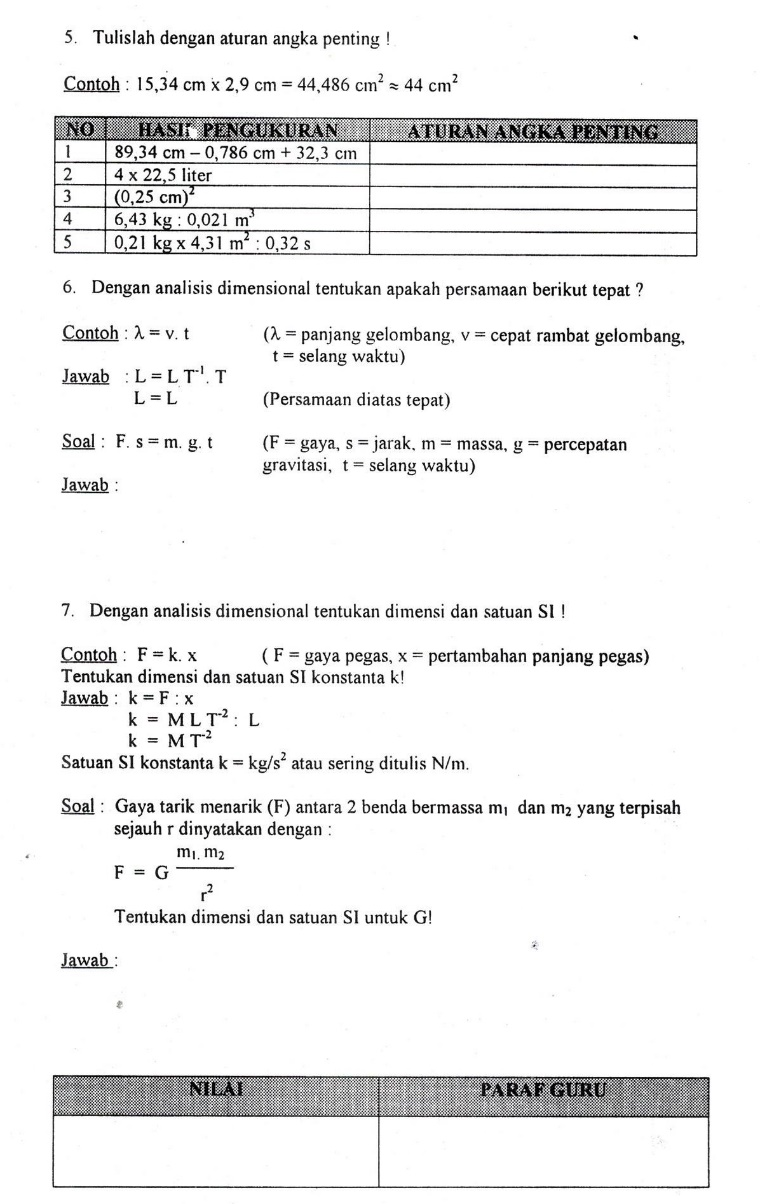 5. Tulislah dengan aturan angka penting !
Contoh : 15,34 cm x 2,9 cm = 44,486 cm² ≈ 44 cm²
NO HASIL PENGUKURAN ATURAN ANGKA PENTING
1 89,34 cm – 0,786 cm + 32,3 cm
2 4 x 22,5 liter
3 (0,25 cm)²
4 6,43 kg : 0,021 m³
5 0,21 kg x 4,31 m² : 0,32 s
6. Dengan analisis dimensional tentukan apakah persamaan berikut tepat ?
Contoh : λ = v. t (λ = panjang gelombang, v = cepat rambat gelombang,
t = selang waktu)
Jawab : L = L T⁻¹. T
L = L (Persamaan diatas tepat)
Soal : F. s = m. g. t (F = gaya, s = jarak, m = massa, g = percepatan
gravitasi, t = selang waktu)
Jawab :
7. Dengan analisis dimensional tentukan dimensi dan satuan SI !
Contoh : F = k. x ( F = gaya pegas, x = pertambahan panjang pegas)
Tentukan dimensi dan satuan SI konstanta k!
Jawab : k = F : x
k = M L T⁻² : L
k = M T⁻²
Satuan SI konstanta k = kg/s² atau sering ditulis N/m.
Soal : Gaya tarik menarik (F) antara 2 benda bermassa m₁ dan m₂ yang terpisah
sejauh r dinyatakan dengan :
m₁. m₂
F = G
r²
Tentukan dimensi dan satuan SI untuk G!
Jawab :
NILAI PARAF GURU